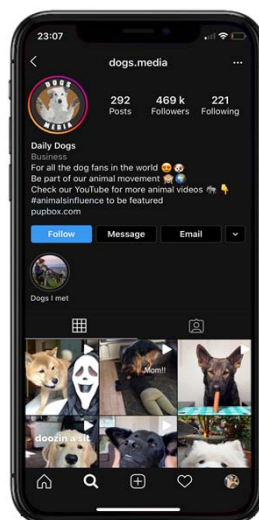 23:07
dogs.media
DOGS
MEDIA
292 469 k 221
Posts Followers Following
Daily Dogs
Business
For all the dog fans in the world
Be part of our animal movement
Check our YouTube for more animal videos
#animalsinfluence to be featured
pupbox.com
Follow Message Email
Dogs I met
Mom!!
doozin a sit